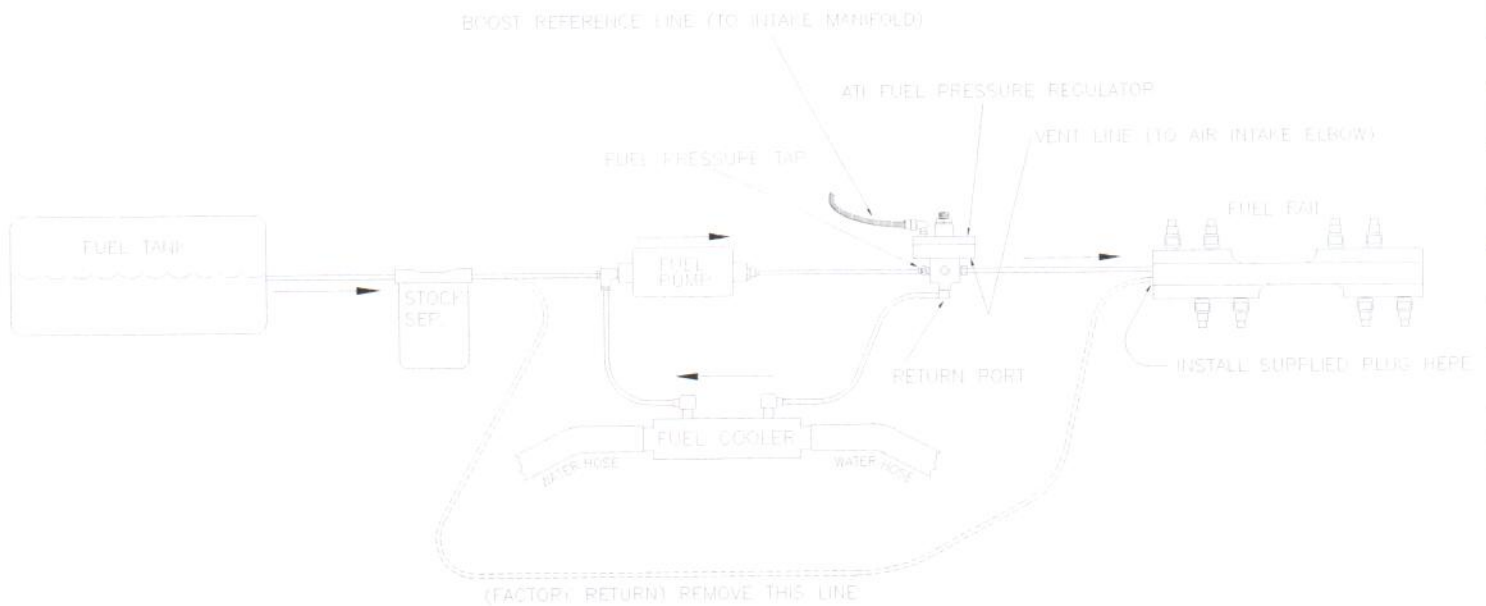 BOOST REFERENCE LINE (TO INTAKE MANIFOLD)
ATI FUEL PRESSURE REGULATOR
VENT LINE (TO AIR INTAKE ELBOW)
FUEL PRESSURE TAP
FUEL RAIL
FUEL TANK
FUEL
PUMP
STOCK
SEP.
RETURN PORT
INSTALL SUPPLIED PLUG HERE
FUEL COOLER
WATER HOSE
WATER HOSE
(FACTORY RETURN) REMOVE THIS LINE